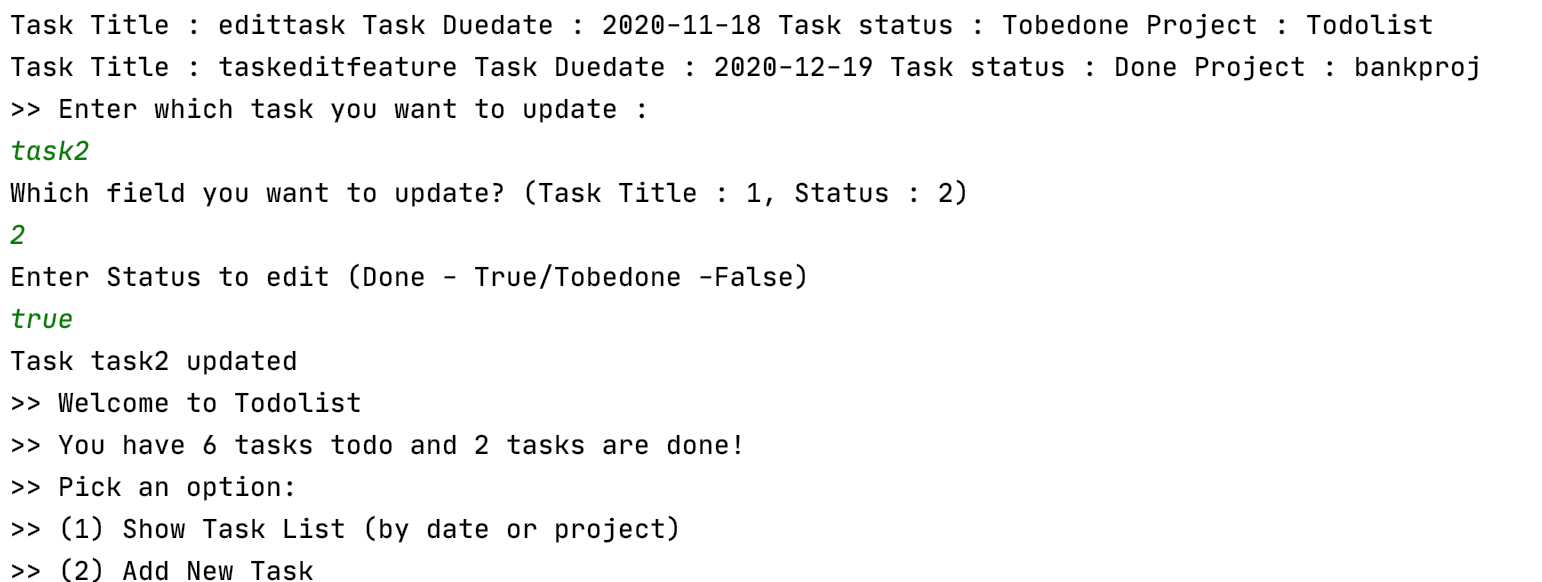 Task Title : edittask Task Duedate : 2020-11-18 Task status : Tobedone Project : Todolist
Task Title : taskeditfeature Task Duedate : 2020-12-19 Task status : Done Project : bankproj
>> Enter which task you want to update :
task2
Which field you want to update? (Task Title : 1, Status : 2)
2
Enter Status to edit (Done - True/Tobedone -False)
true
Task task2 updated
>> Welcome to Todolist
>> You have 6 tasks todo and 2 tasks are done!
>> Pick an option:
>> (1) Show Task List (by date or project)
>> (2) Add New Task